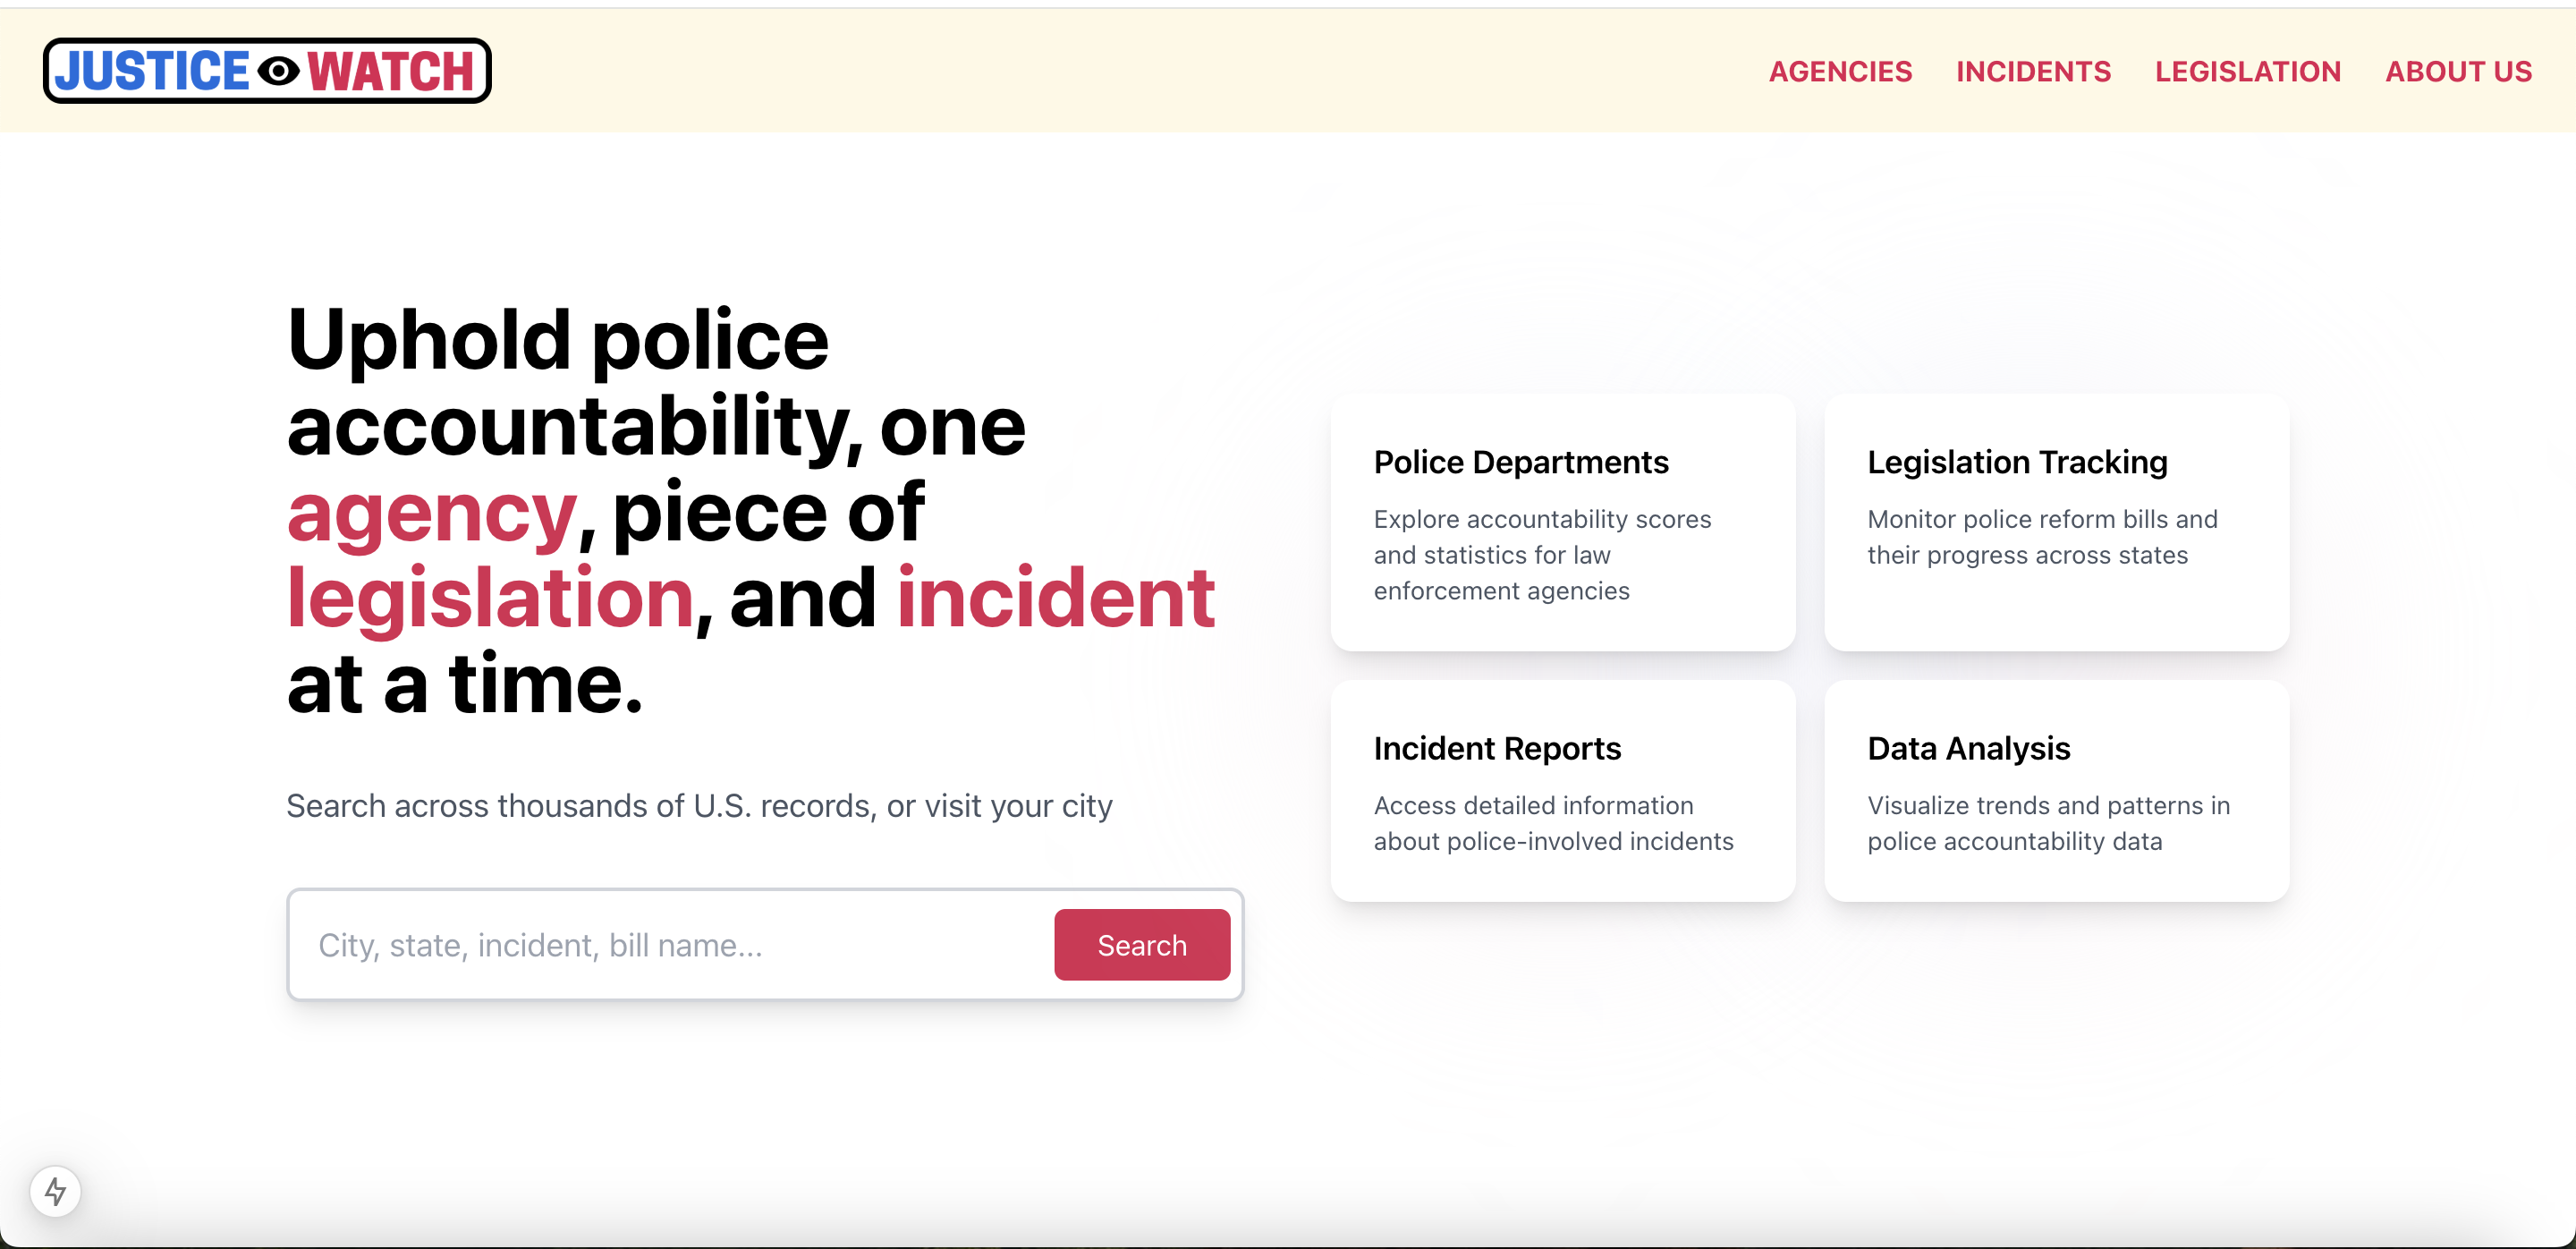 JUSTICE WATCH
AGENCIES INCIDENTS LEGISLATION ABOUT US
Uphold police
accountability, one
agency, piece of
legislation, and incident
at a time.
Search across thousands of U.S. records, or visit your city
City, state, incident, bill name...
Search
Police Departments
Explore accountability scores
and statistics for law
enforcement agencies
Legislation Tracking
Monitor police reform bills and
their progress across states
Incident Reports
Access detailed information
about police-involved incidents
Data Analysis
Visualize trends and patterns in
police accountability data